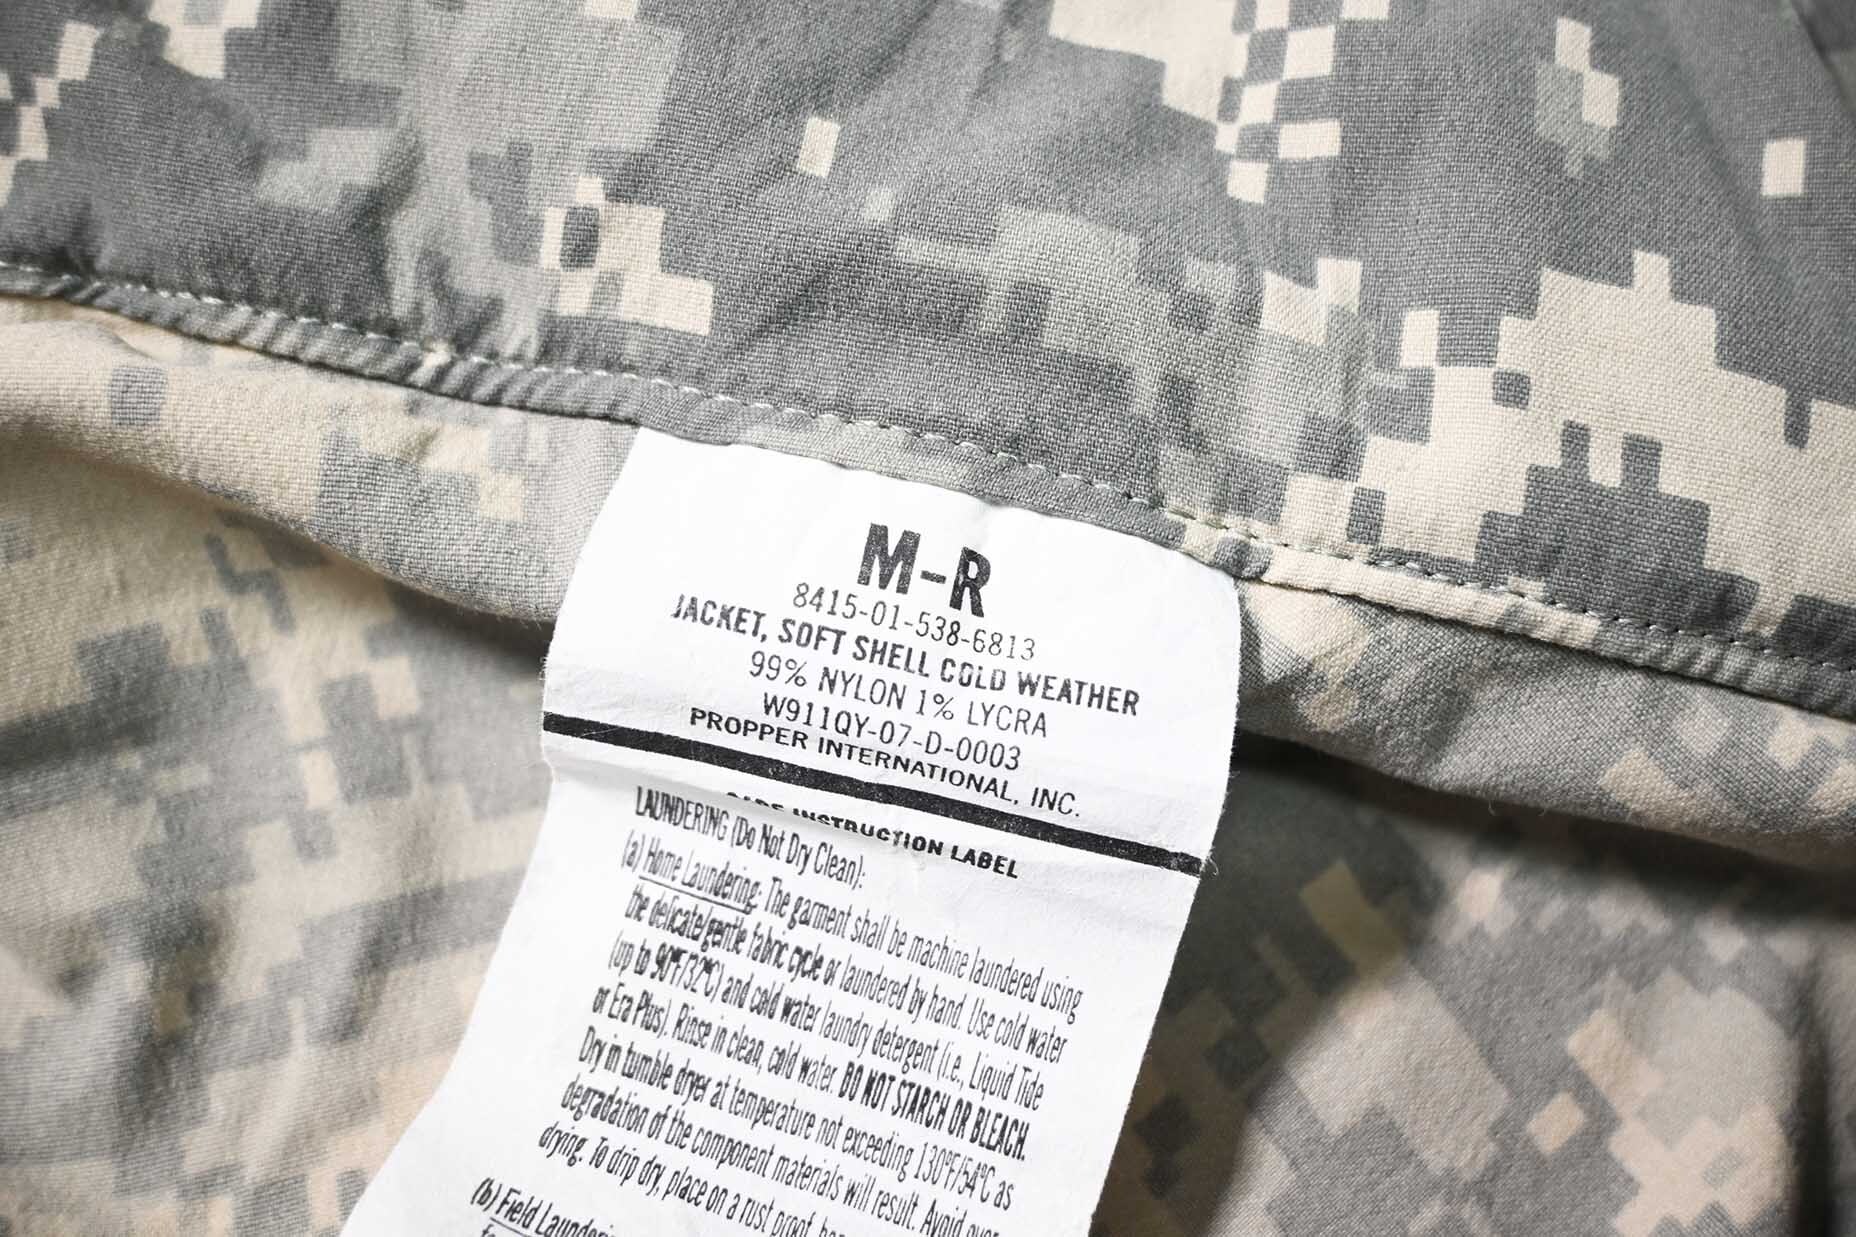 M-R
8415-01-538-6813
JACKET, SOFT SHELL COLD WEATHER
99% NYLON 1% LYCRA
W911QY-07-D-0003
PROPPER INTERNATIONAL, INC.
CARE INSTRUCTION LABEL
LAUNDERING (Do Not Dry Clean):
(a) Home Laundering: The garment shall be machine laundered using
the delicate/gentle fabric cycle or laundered by hand. Use cold water
(up to 90°F/32°C) and cold water laundry detergent (i.e., Liquid Tide
or Era Plus). Rinse in clean, cold water. DO NOT STARCH OR BLEACH.
Dry in tumble dryer at temperature not exceeding 130°F/54°C as
degradation of the component materials will result. Avoid over
drying. To drip dry, place on a rust proof
(b) Field